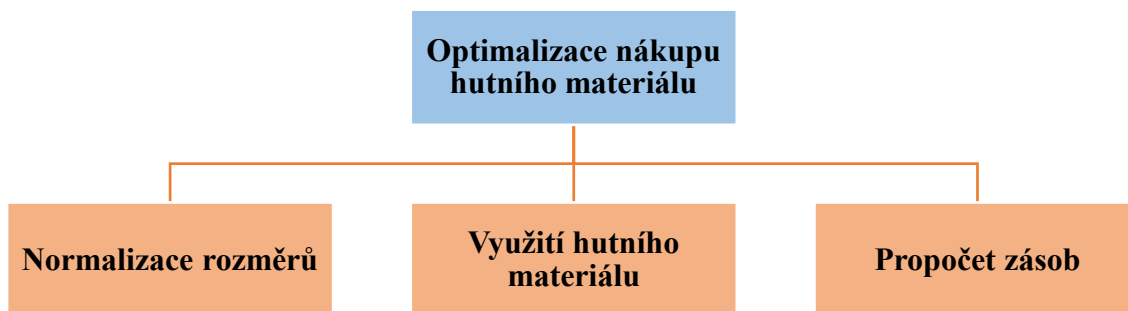 Optimalizace nákupu
hutního materiálu
Normalizace rozměrů
Využití hutního
materiálu
Propočet zásob